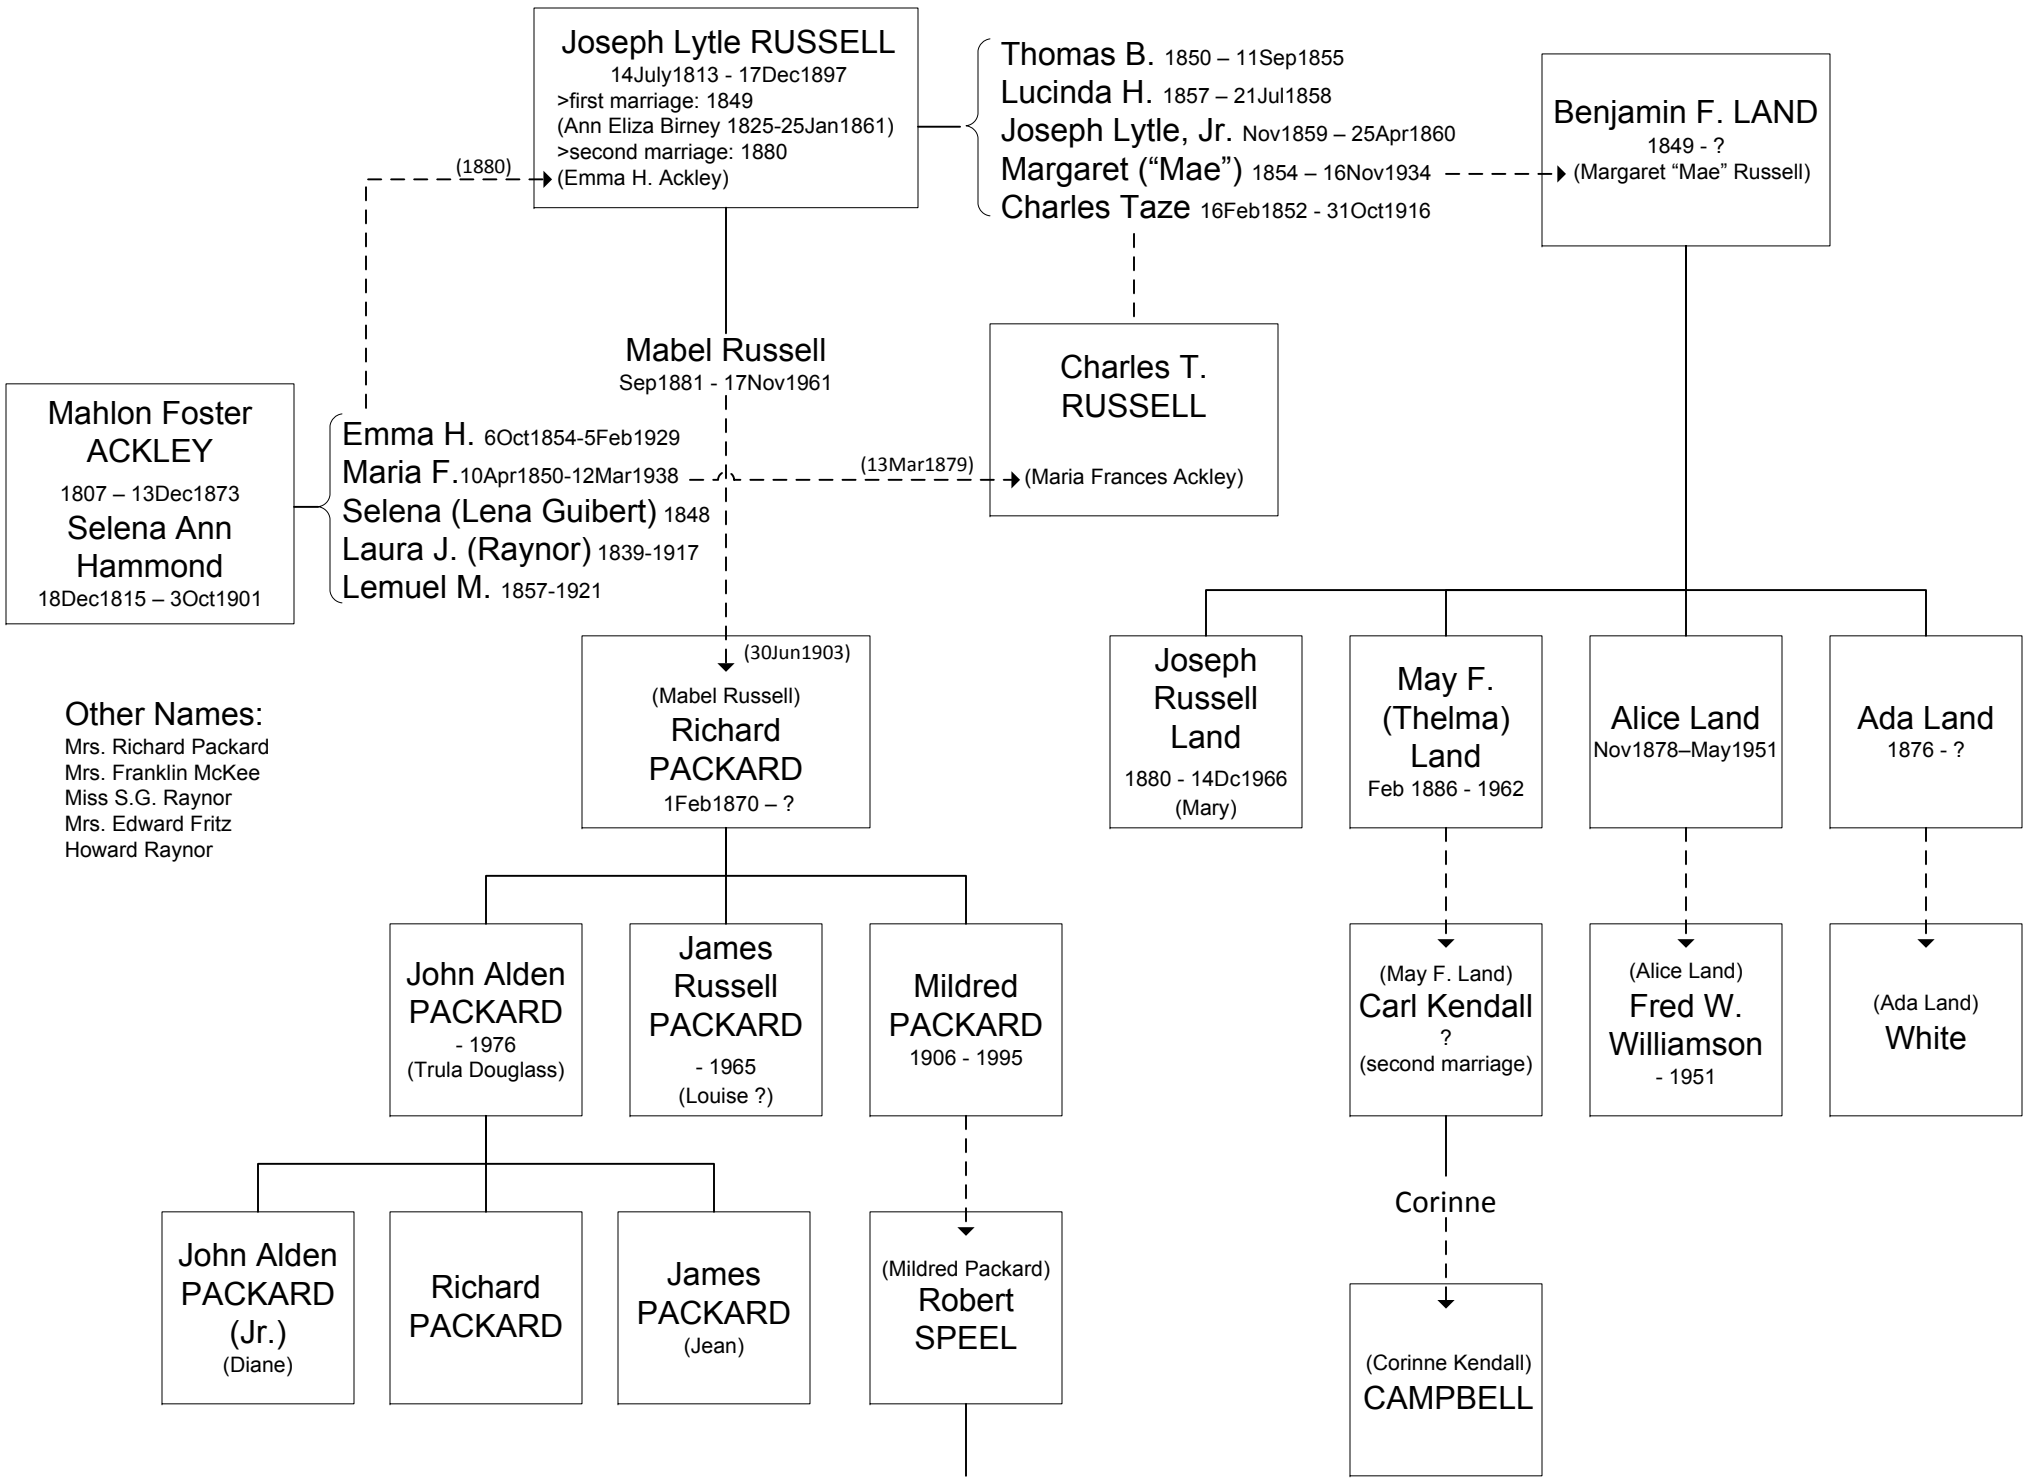 Joseph Lytle RUSSELL
14July1813 - 17Dec1897
>first marriage: 1849
(Ann Eliza Birney 1825-25Jan1861)
>second marriage: 1880
(Emma H. Ackley)
(1880)
Thomas B. 1850 – 11Sep1855
Lucinda H. 1857 – 21Jul1858
Joseph Lytle, Jr. Nov1859 – 25Apr1860
Margaret (“Mae”) 1854 – 16Nov1934
Charles Taze 16Feb1852 - 31Oct1916
Benjamin F. LAND
1849 - ?
(Margaret “Mae” Russell)
Mabel Russell
Sep1881 - 17Nov1961
Charles T.
RUSSELL
(Maria Frances Ackley)
(13Mar1879)
Mahlon Foster
ACKLEY
1807 – 13Dec1873
Selena Ann
Hammond
18Dec1815 – 3Oct1901
Emma H. 6Oct1854-5Feb1929
Maria F.10Apr1850-12Mar1938
Selena (Lena Guibert) 1848
Laura J. (Raynor) 1839-1917
Lemuel M. 1857-1921
Other Names:
Mrs. Richard Packard
Mrs. Franklin McKee
Miss S.G. Raynor
Mrs. Edward Fritz
Howard Raynor
(30Jun1903)
(Mabel Russell)
Richard
PACKARD
1Feb1870 – ?
Joseph
Russell
Land
1880 - 14Dc1966
(Mary)
May F.
(Thelma)
Land
Feb 1886 - 1962
Alice Land
Nov1878–May1951
Ada Land
1876 - ?
John Alden
PACKARD
- 1976
(Trula Douglass)
James
Russell
PACKARD
- 1965
(Louise ?)
Mildred
PACKARD
1906 - 1995
(May F. Land)
Carl Kendall
?
(second marriage)
(Alice Land)
Fred W.
Williamson
- 1951
(Ada Land)
White
John Alden
PACKARD
(Jr.)
(Diane)
Richard
PACKARD
James
PACKARD
(Jean)
(Mildred Packard)
Robert
SPEEL
Corinne
(Corinne Kendall)
CAMPBELL